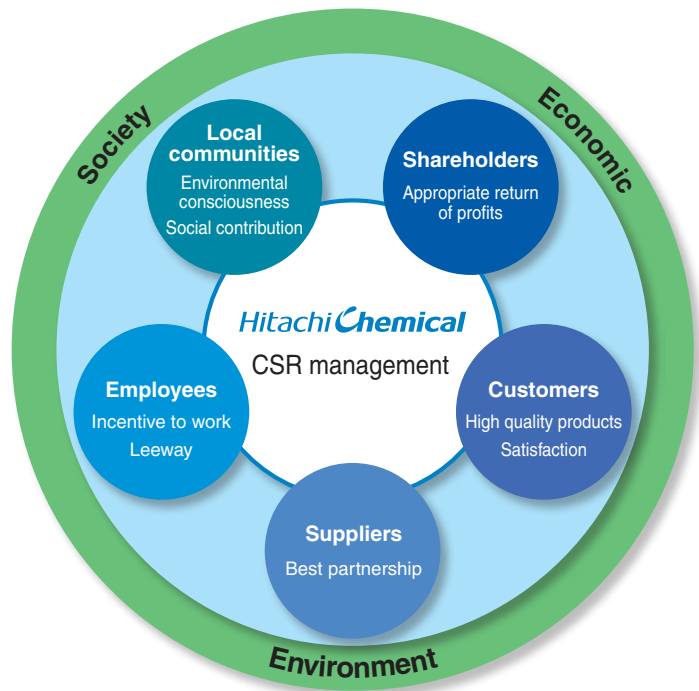 Society
Economic
Local
communities
Environmental
consciousness
Social contribution
Shareholders
Appropriate return
of profits
Hitachi Chemical
CSR management
Employees
Incentive to work
Leeway
Customers
High quality products
Satisfaction
Suppliers
Best partnership
Environment